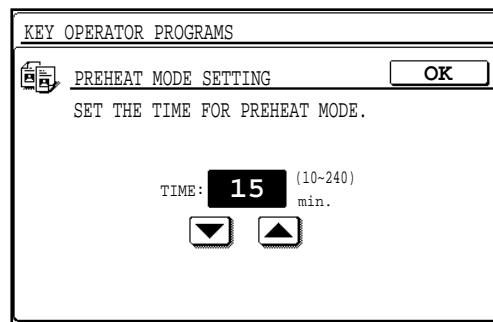 KEY OPERATOR PROGRAMS
PREHEAT MODE SETTING
OK
SET THE TIME FOR PREHEAT MODE.
TIME: 15 (10~240)
min.